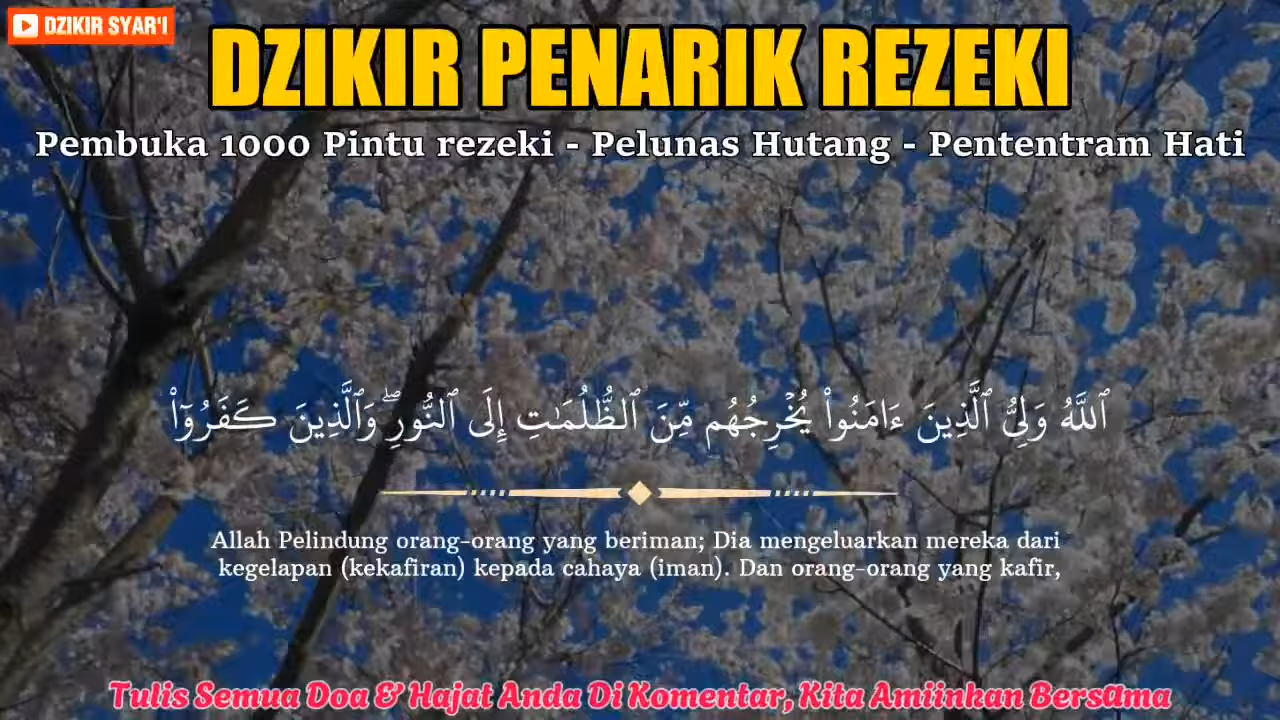 DZIKIR SYAR'I
DZIKIR PENARIK REZEKI
Pembuka 1000 Pintu rezeki - Pelunas Hutang - Pententram Hati
ٱللَّهُ وَلِىُّ ٱلَّذِينَ ءَامَنُوا۟ يُخْرِجُهُم مِّنَ ٱلظُّلُمَـٰتِ إِلَى ٱلنُّورِ ۖ وَٱلَّذِينَ كَفَرُوٓا۟
Allah Pelindung orang-orang yang beriman; Dia mengeluarkan mereka dari
kegelapan (kekafiran) kepada cahaya (iman). Dan orang-orang yang kafir,
Tulis Semua Doa & Hajat Anda Di Komentar, Kita Amiinkan Bersama